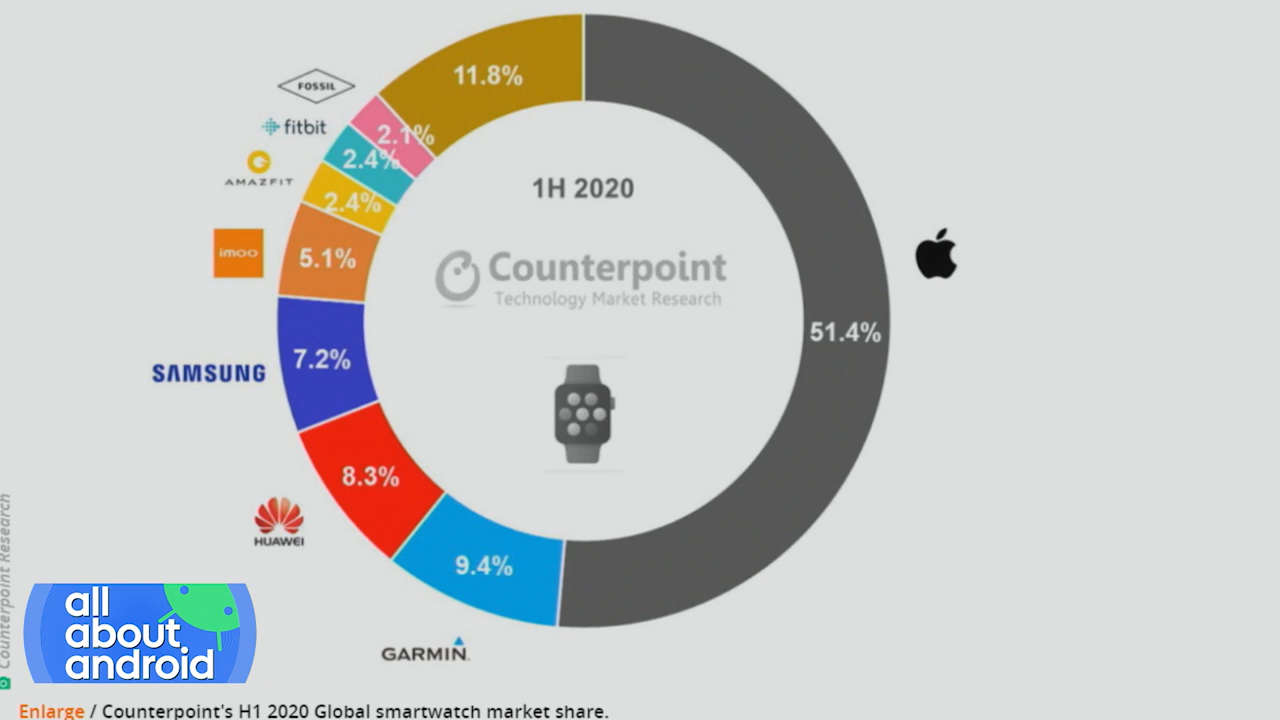 11.8%
FOSSIL
fitbit
2.1%
2.4%
AMAZFIT
1H 2020
2.4%
imoo
5.1%
Counterpoint
Technology Market Research
51.4%
7.2%
SAMSUNG
8.3%
HUAWEI
9.4%
GARMIN
Counterpoint Research
all
about
android
Enlarge / Counterpoint's H1 2020 Global smartwatch market share.